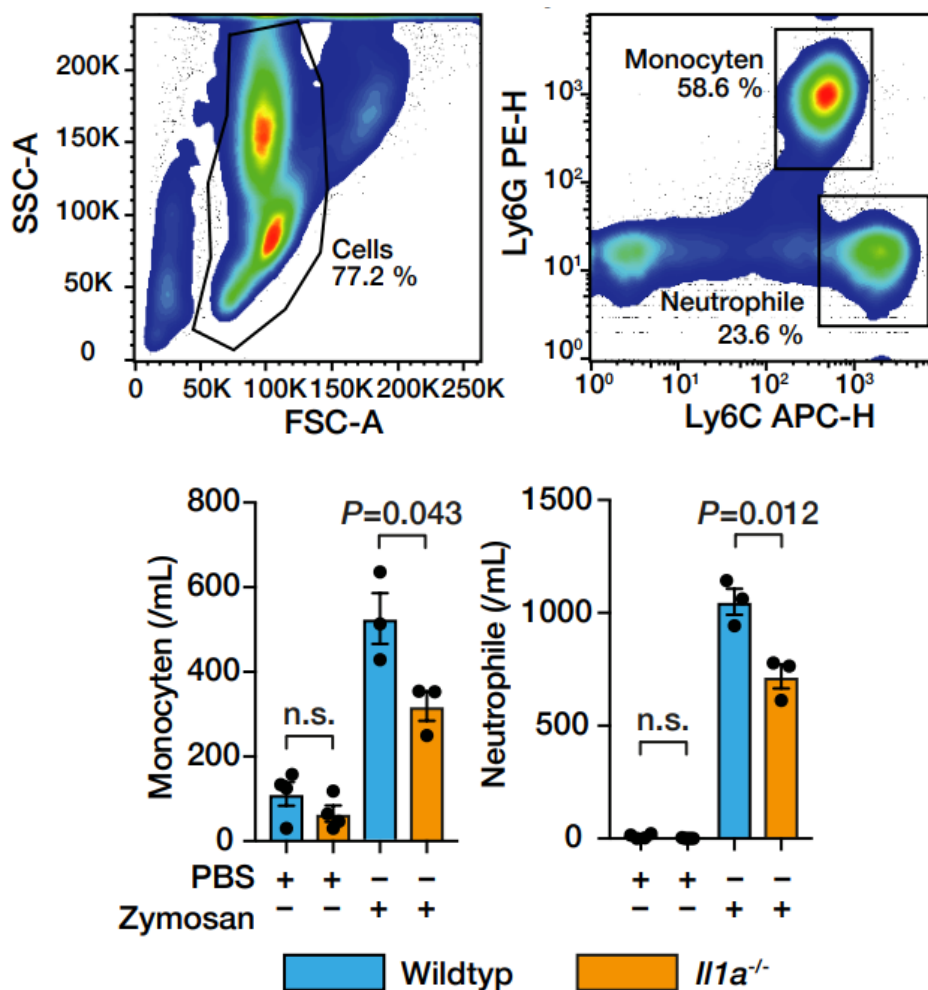 200K
150K
100K
50K
0
SSC-A
Cells
77.2 %
0 50K 100K 150K 200K 250K
FSC-A
10³
10²
10¹
10⁰
Ly6G PE-H
Monocyten
58.6 %
Neutrophile
23.6 %
10⁰ 10¹ 10² 10³
Ly6C APC-H
800
600
400
200
0
Monocyten (/mL)
n.s.
P=0.043
1500
1000
500
0
Neutrophile (/mL)
n.s.
P=0.012
PBS + + – – + + – –
Zymosan – – + + – – + +
Wildtyp Il1a-/-